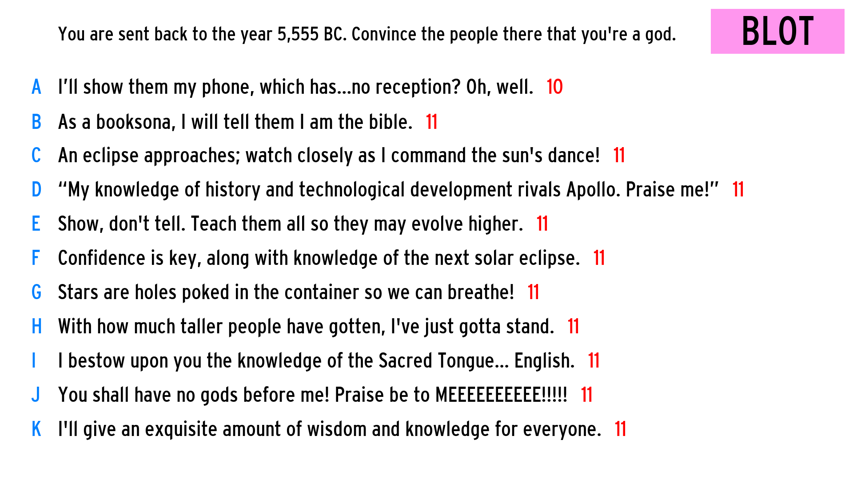 You are sent back to the year 5,555 BC. Convince the people there that you're a god.
BLOT
A I’ll show them my phone, which has...no reception? Oh, well. 10
B As a booksona, I will tell them I am the bible. 11
C An eclipse approaches; watch closely as I command the sun's dance! 11
D “My knowledge of history and technological development rivals Apollo. Praise me!” 11
E Show, don't tell. Teach them all so they may evolve higher. 11
F Confidence is key, along with knowledge of the next solar eclipse. 11
G Stars are holes poked in the container so we can breathe! 11
H With how much taller people have gotten, I've just gotta stand. 11
I I bestow upon you the knowledge of the Sacred Tongue... English. 11
J You shall have no gods before me! Praise be to MEEEEEEEEEE!!!!! 11
K I'll give an exquisite amount of wisdom and knowledge for everyone. 11